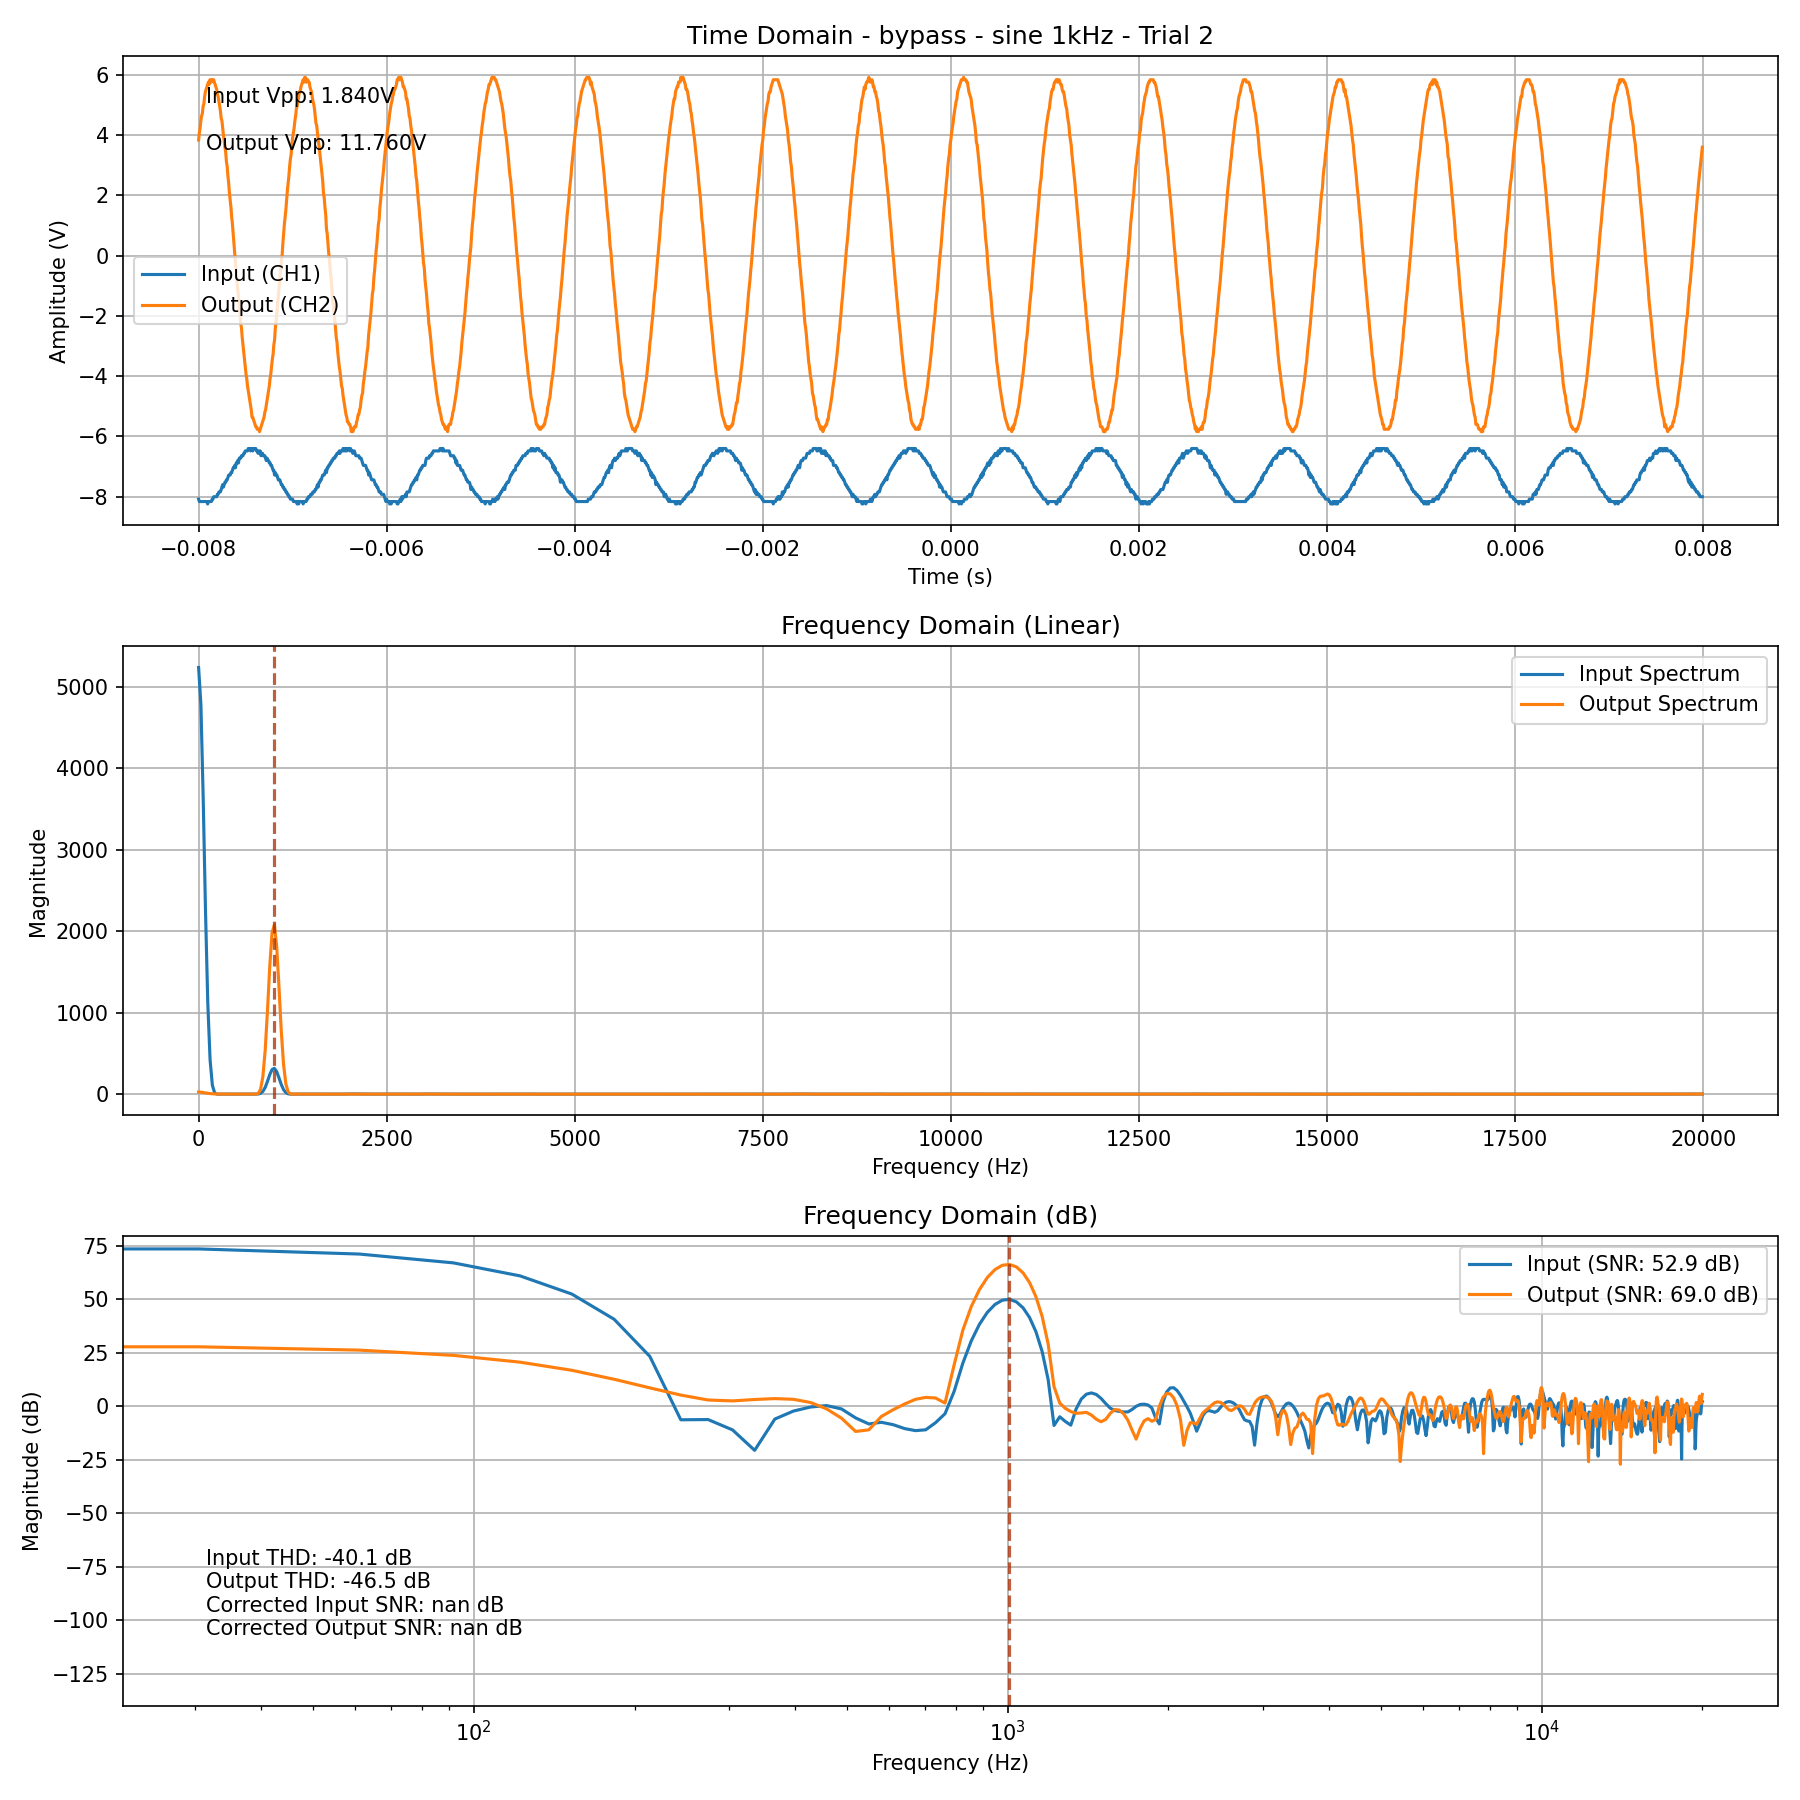 Time Domain - bypass - sine 1kHz - Trial 2
Amplitude (V)
6
4
2
0
−2
−4
−6
−8
Input Vpp: 1.840V
Output Vpp: 11.760V
Input (CH1)
Output (CH2)
−0.008 −0.006 −0.004 −0.002 0.000 0.002 0.004 0.006 0.008
Time (s)
Frequency Domain (Linear)
Magnitude
5000
4000
3000
2000
1000
0
Input Spectrum
Output Spectrum
0 2500 5000 7500 10000 12500 15000 17500 20000
Frequency (Hz)
Frequency Domain (dB)
Magnitude (dB)
75
50
25
0
−25
−50
−75
−100
−125
Input (SNR: 52.9 dB)
Output (SNR: 69.0 dB)
Input THD: -40.1 dB
Output THD: -46.5 dB
Corrected Input SNR: nan dB
Corrected Output SNR: nan dB
10² 10³ 10⁴
Frequency (Hz)